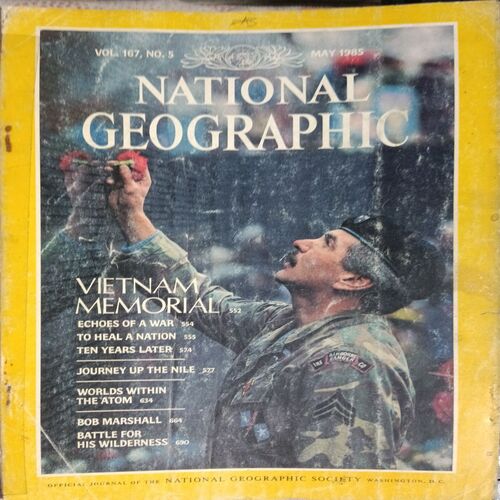 VOL. 167, NO. 5
MAY 1985
NATIONAL
GEOGRAPHIC
VIETNAM
MEMORIAL 552
ECHOES OF A WAR 554
TO HEAL A NATION 555
TEN YEARS LATER 574
JOURNEY UP THE NILE 577
WORLDS WITHIN
THE ATOM 634
BOB MARSHALL 664
BATTLE FOR
HIS WILDERNESS 690
AIRBORNE
RANGER
OFFICIAL JOURNAL OF THE NATIONAL GEOGRAPHIC SOCIETY WASHINGTON, D.C.